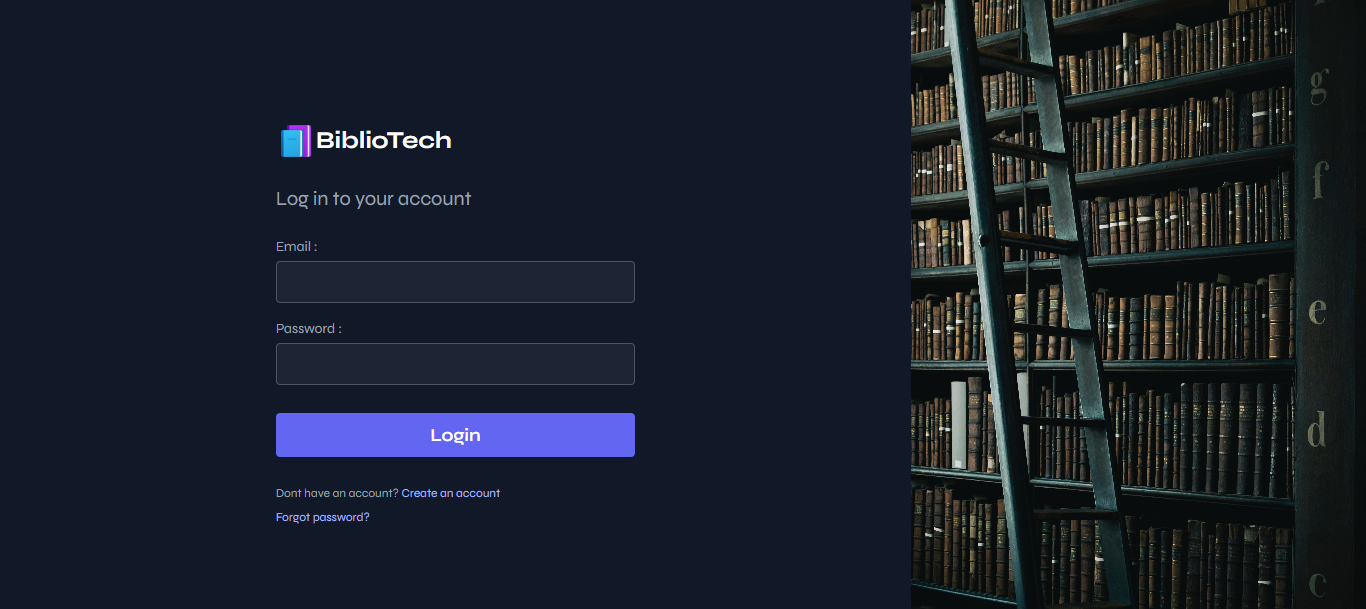 BiblioTech
Log in to your account
Email :
Password :
Login
Dont have an account? Create an account
Forgot password?
g
f
e
d
c